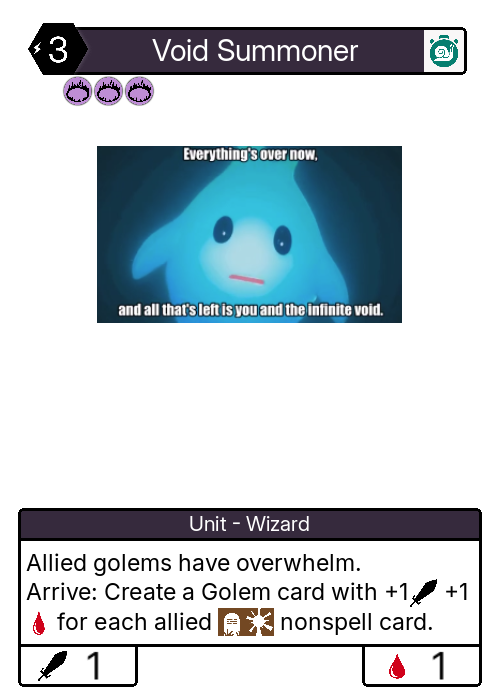 3 Void Summoner
Everything's over now,
and all that's left is you and the infinite void.
Unit - Wizard
Allied golems have overwhelm.
Arrive: Create a Golem card with +1 +1
for each allied nonspell card.
1 1